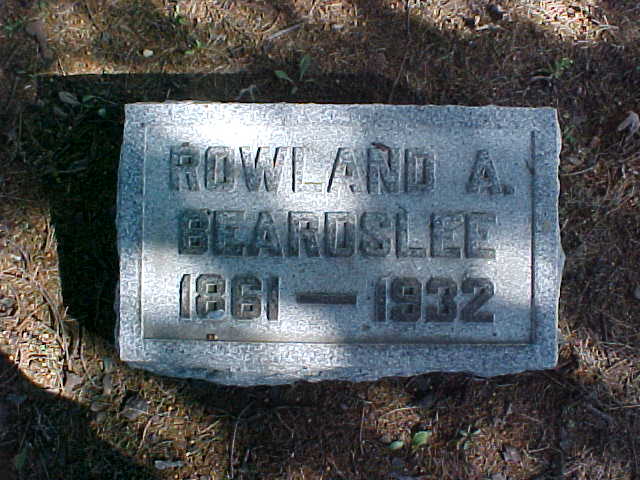 ROWLAND A.
BEARDSLEE
1861 — 1932